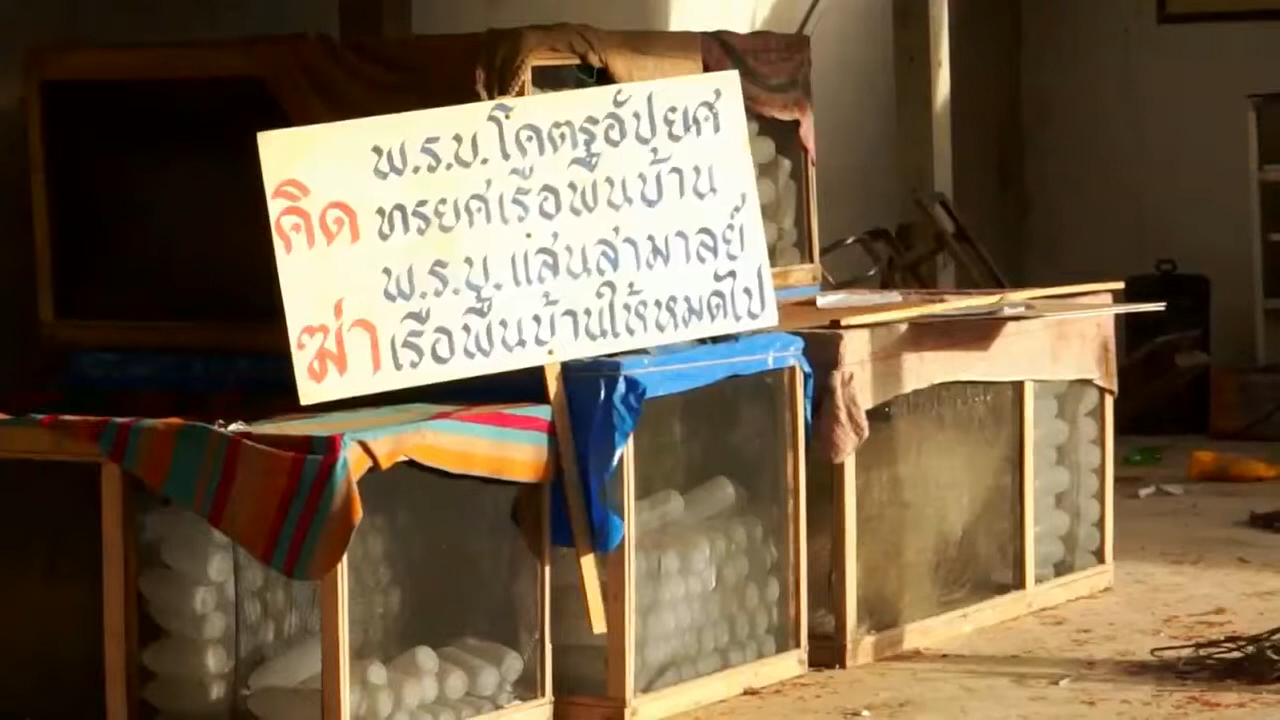 พ.ร.บ.โคตรอัปยศ
คิด ทรยศเรือพื้นบ้าน
พ.ร.บ.แสนสามาลย์
ฆ่า เรือพื้นบ้านให้หมดไป